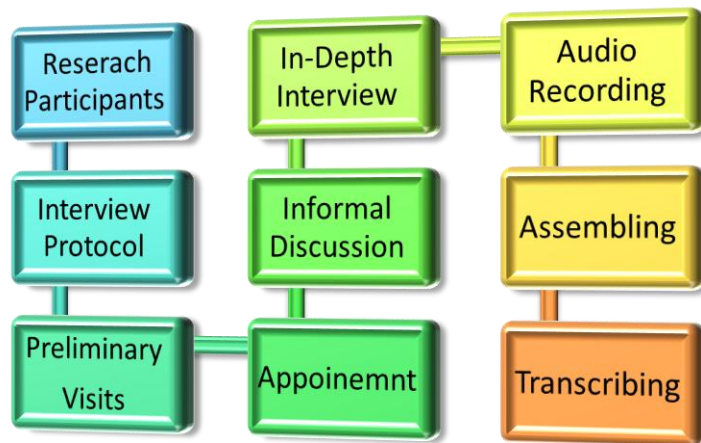 Reserach
Participants
Interview
Protocol
Preliminary
Visits
Appoinemnt
Informal
Discussion
In-Depth
Interview
Audio
Recording
Assembling
Transcribing